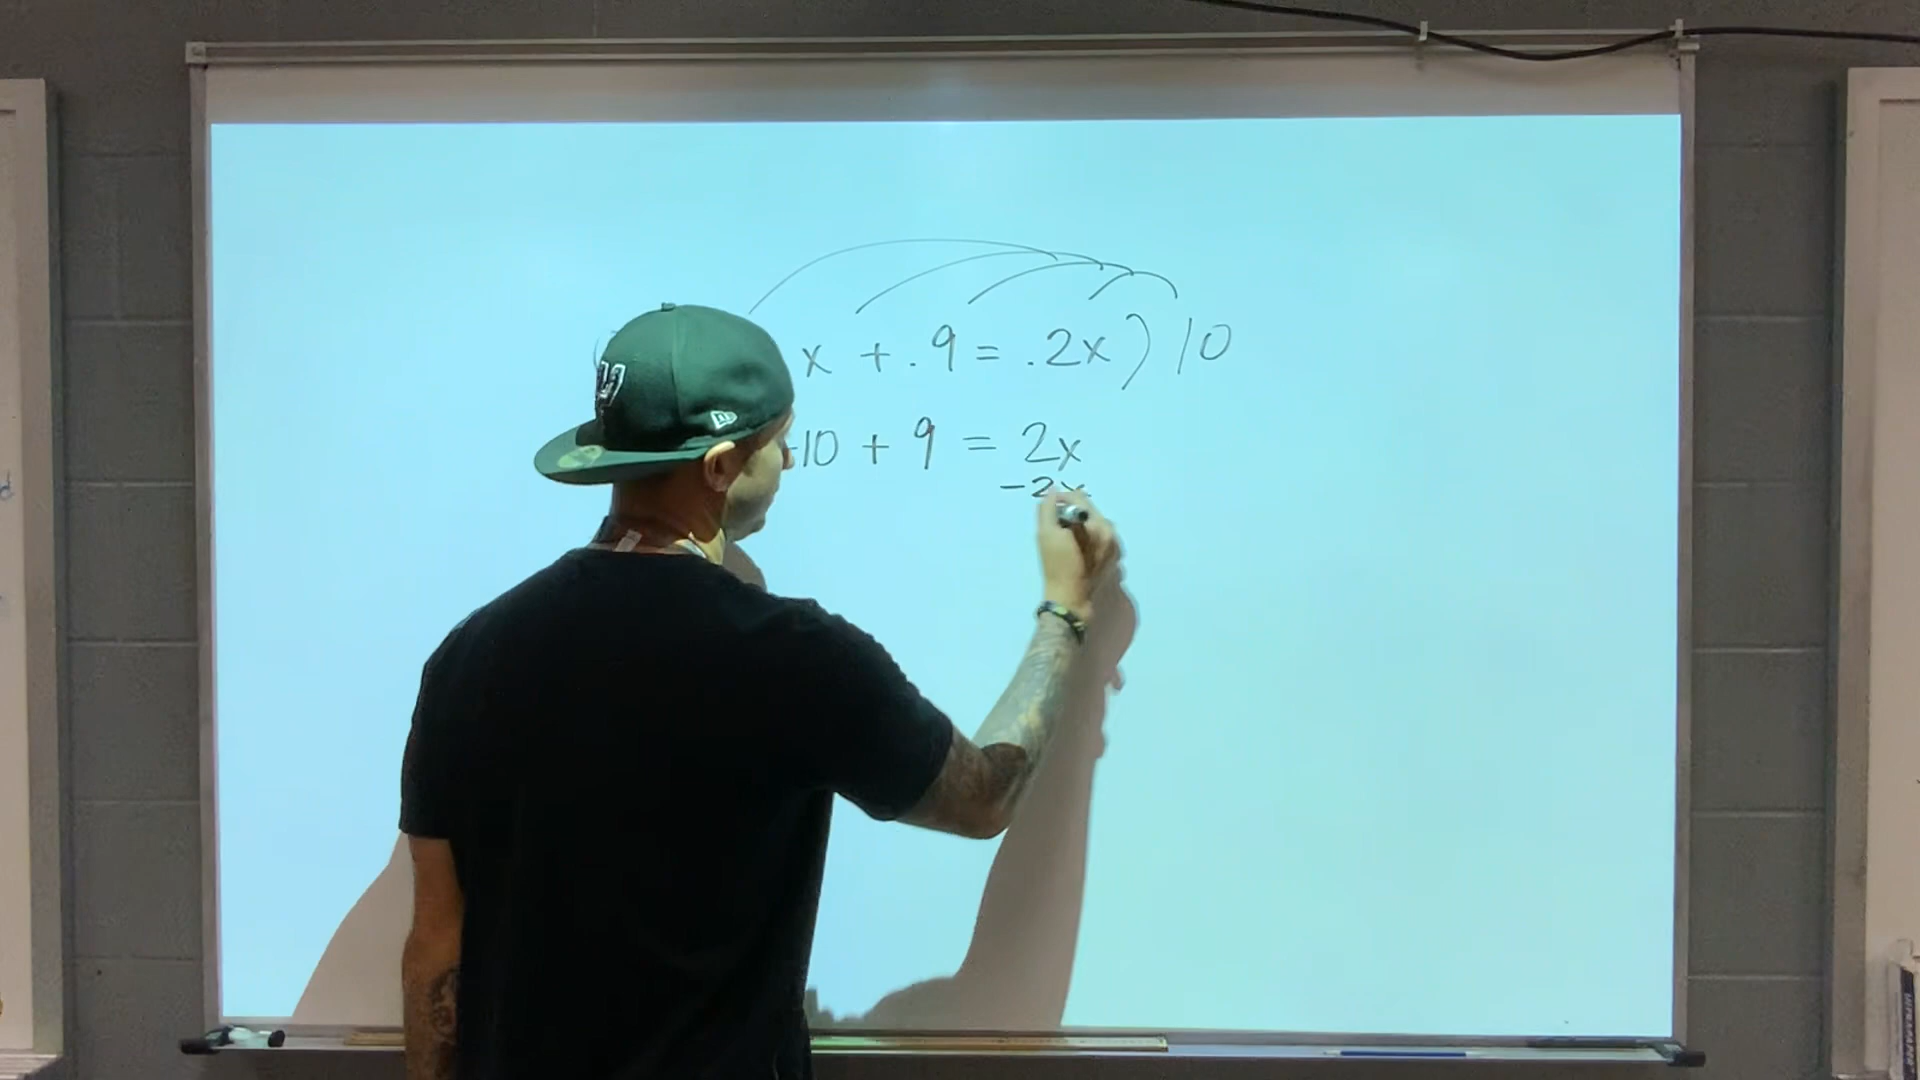 x + .9 = .2x) 10
-10 + 9 = 2x
-2x